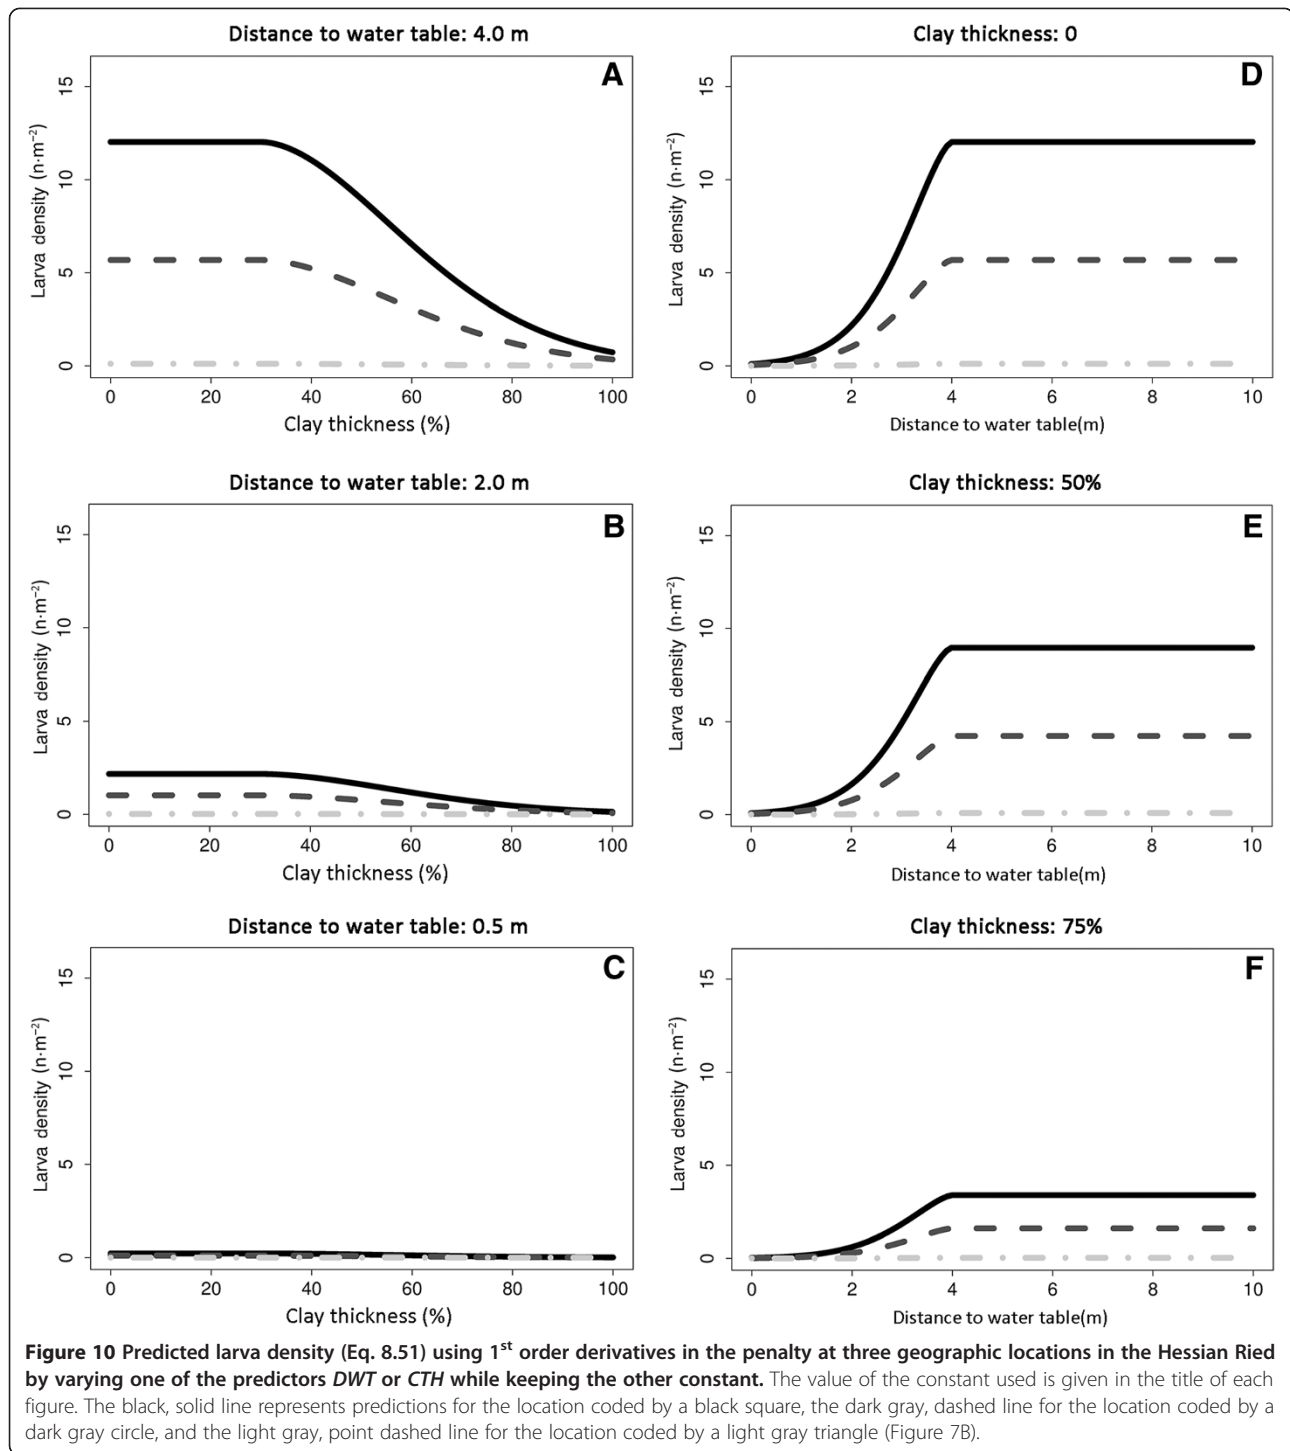 Distance to water table: 4.0 m
A
Larva density (n·m⁻²)
15
10
5
0
0 20 40 60 80 100
Clay thickness (%)
Clay thickness: 0
D
Larva density (n·m⁻²)
15
10
5
0
0 2 4 6 8 10
Distance to water table(m)
Distance to water table: 2.0 m
B
Larva density (n·m⁻²)
15
10
5
0
0 20 40 60 80 100
Clay thickness (%)
Clay thickness: 50%
E
Larva density (n·m⁻²)
15
10
5
0
0 2 4 6 8 10
Distance to water table(m)
Distance to water table: 0.5 m
C
Larva density (n·m⁻²)
15
10
5
0
0 20 40 60 80 100
Clay thickness (%)
Clay thickness: 75%
F
Larva density (n·m⁻²)
15
10
5
0
0 2 4 6 8 10
Distance to water table(m)
Figure 10 Predicted larva density (Eq. 8.51) using 1st order derivatives in the penalty at three geographic locations in the Hessian Ried
by varying one of the predictors DWT or CTH while keeping the other constant. The value of the constant used is given in the title of each
figure. The black, solid line represents predictions for the location coded by a black square, the dark gray, dashed line for the location coded by a
dark gray circle, and the light gray, point dashed line for the location coded by a light gray triangle (Figure 7B).